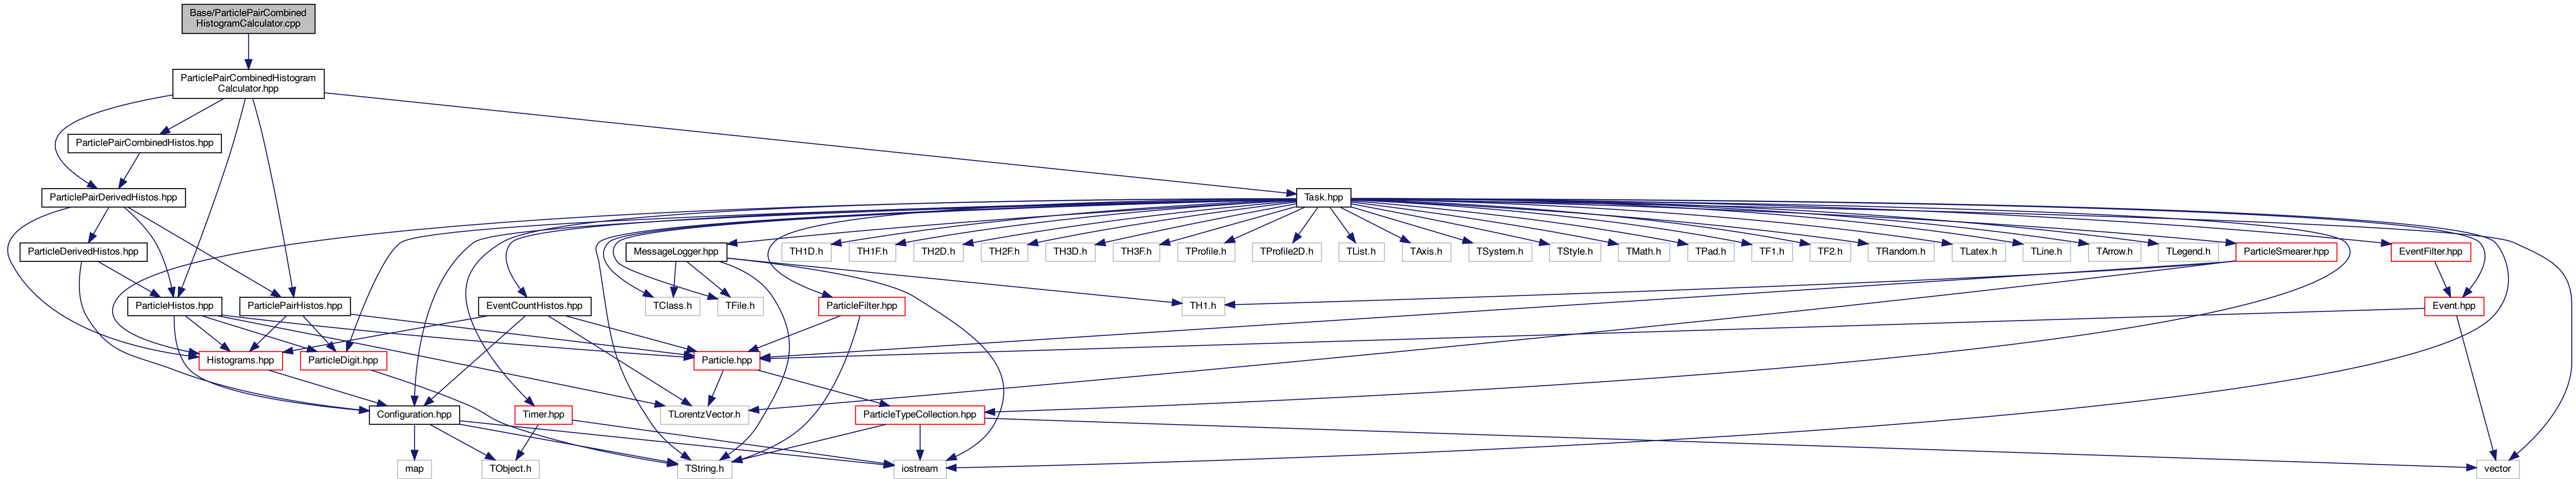 Base/ParticlePairCombined
HistogramCalculator.cpp
ParticlePairCombinedHistogram
Calculator.hpp
ParticlePairCombinedHistos.hpp
ParticlePairDerivedHistos.hpp
Task.hpp
ParticleDerivedHistos.hpp
MessageLogger.hpp
TH1D.h
TH1F.h
TH2D.h
TH2F.h
TH3D.h
TH3F.h
TProfile.h
TProfile2D.h
TList.h
TAxis.h
TSystem.h
TStyle.h
TMath.h
TPad.h
TF1.h
TF2.h
TRandom.h
TLatex.h
TLine.h
TArrow.h
TLegend.h
ParticleSmearer.hpp
EventFilter.hpp
ParticleHistos.hpp
ParticlePairHistos.hpp
EventCountHistos.hpp
TClass.h
TFile.h
ParticleFilter.hpp
TH1.h
Event.hpp
Histograms.hpp
ParticleDigit.hpp
Particle.hpp
Configuration.hpp
Timer.hpp
TLorentzVector.h
ParticleTypeCollection.hpp
map
TObject.h
TString.h
iostream
vector